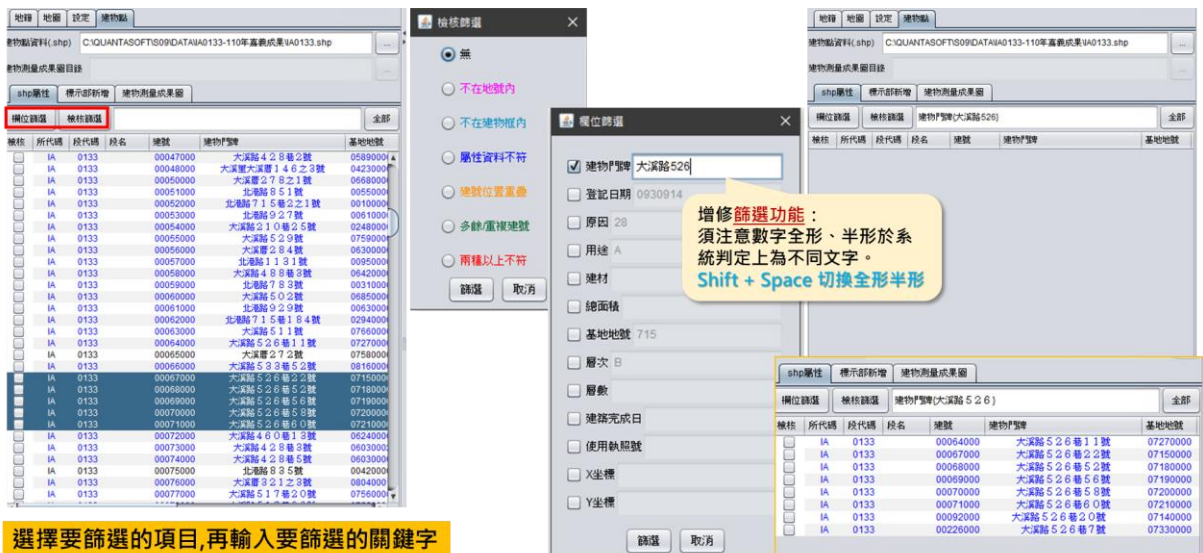 地籍 地圖 設定 建物點
建物點資料(.shp) C:\QUANTASOFT\S09\DATA\IA0133-110年嘉義成果\IA0133.shp ...
建物測量成果圖目錄 ...
shp屬性 標示部新增 建物測量成果圖
欄位篩選 檢核篩選 全部
檢核 所代碼 段代碼 段名 建號 建物門牌 基地地號
IA 0133 00047000 大溪路４２８巷２號 0589000
IA 0133 00048000 大溪里大溪厝１４６之３號 0423000
IA 0133 00050000 大溪厝２７８之１號 0668000
IA 0133 00051000 北港路８５１號 0055000
IA 0133 00052000 北港路７１５巷２之１號 0010000
IA 0133 00053000 北港路９２７號 0061000
IA 0133 00054000 大溪路２１０巷２５號 0248000
IA 0133 00055000 大溪路５２９號 0759000
IA 0133 00056000 大溪厝２８４號 0630000
IA 0133 00057000 北港路１１３１號 0095000
IA 0133 00058000 大溪路４８８巷３號 0642000
IA 0133 00059000 北港路７８３號 0031000
IA 0133 00060000 大溪路５０２號 0685000
IA 0133 00061000 北港路９２９號 0063000
IA 0133 00062000 北港路７１５巷１８４號 0294000
IA 0133 00063000 大溪路５１１號 0766000
IA 0133 00064000 大溪路５２６巷１１號 0727000
IA 0133 00065000 大溪厝２７２號 0758000
IA 0133 00066000 大溪路５３３巷５２號 0816000
IA 0133 00067000 大溪路５２６巷２２號 0715000
IA 0133 00068000 大溪路５２６巷５２號 0718000
IA 0133 00069000 大溪路５２６巷５６號 0719000
IA 0133 00070000 大溪路５２６巷５８號 0720000
IA 0133 00071000 大溪路５２６巷６０號 0721000
IA 0133 00072000 大溪路４６０巷１３號 0624000
IA 0133 00073000 大溪路４２８巷３號 0603000
IA 0133 00074000 大溪路４２８巷５號 0603000
IA 0133 00075000 北港路８３５號 0042000
IA 0133 00076000 大溪厝３２１之３號 0804000
IA 0133 00077000 大溪路５１７巷２０號 0756000
選擇要篩選的項目,再輸入要篩選的關鍵字
檢核篩選
無
不在地號內
不在建物框內
屬性資料不符
建號位置重疊
多餘/重複建號
兩種以上不符
篩選 取消
欄位篩選
建物門牌 大溪路526
登記日期 0930914
原因 28
用途 A
建材
總面積
基地地號 715
層次 B
層數
建築完成日
使用執照號
X坐標
Y坐標
篩選 取消
增修篩選功能：
須注意數字全形、半形於系
統判定上為不同文字。
Shift + Space 切換全形半形
地籍 地圖 設定 建物點
建物點資料(.shp) C:\QUANTASOFT\S09\DATA\IA0133-110年嘉義成果\IA0133.shp ...
建物測量成果圖目錄 ...
shp屬性 標示部新增 建物測量成果圖
欄位篩選 檢核篩選 建物門牌{大溪路526} 全部
檢核 所代碼 段代碼 段名 建號 建物門牌 基地地號
shp屬性 標示部新增 建物測量成果圖
欄位篩選 檢核篩選 建物門牌{大溪路５２６} 全部
檢核 所代碼 段代碼 段名 建號 建物門牌 基地地號
IA 0133 00064000 大溪路５２６巷１１號 07270000
IA 0133 00067000 大溪路５２６巷２２號 07150000
IA 0133 00068000 大溪路５２６巷５２號 07180000
IA 0133 00069000 大溪路５２６巷５６號 07190000
IA 0133 00070000 大溪路５２６巷５８號 07200000
IA 0133 00071000 大溪路５２６巷６０號 07210000
IA 0133 00092000 大溪路５２６巷２０號 07140000
IA 0133 00226000 大溪路５２６巷７號 07330000